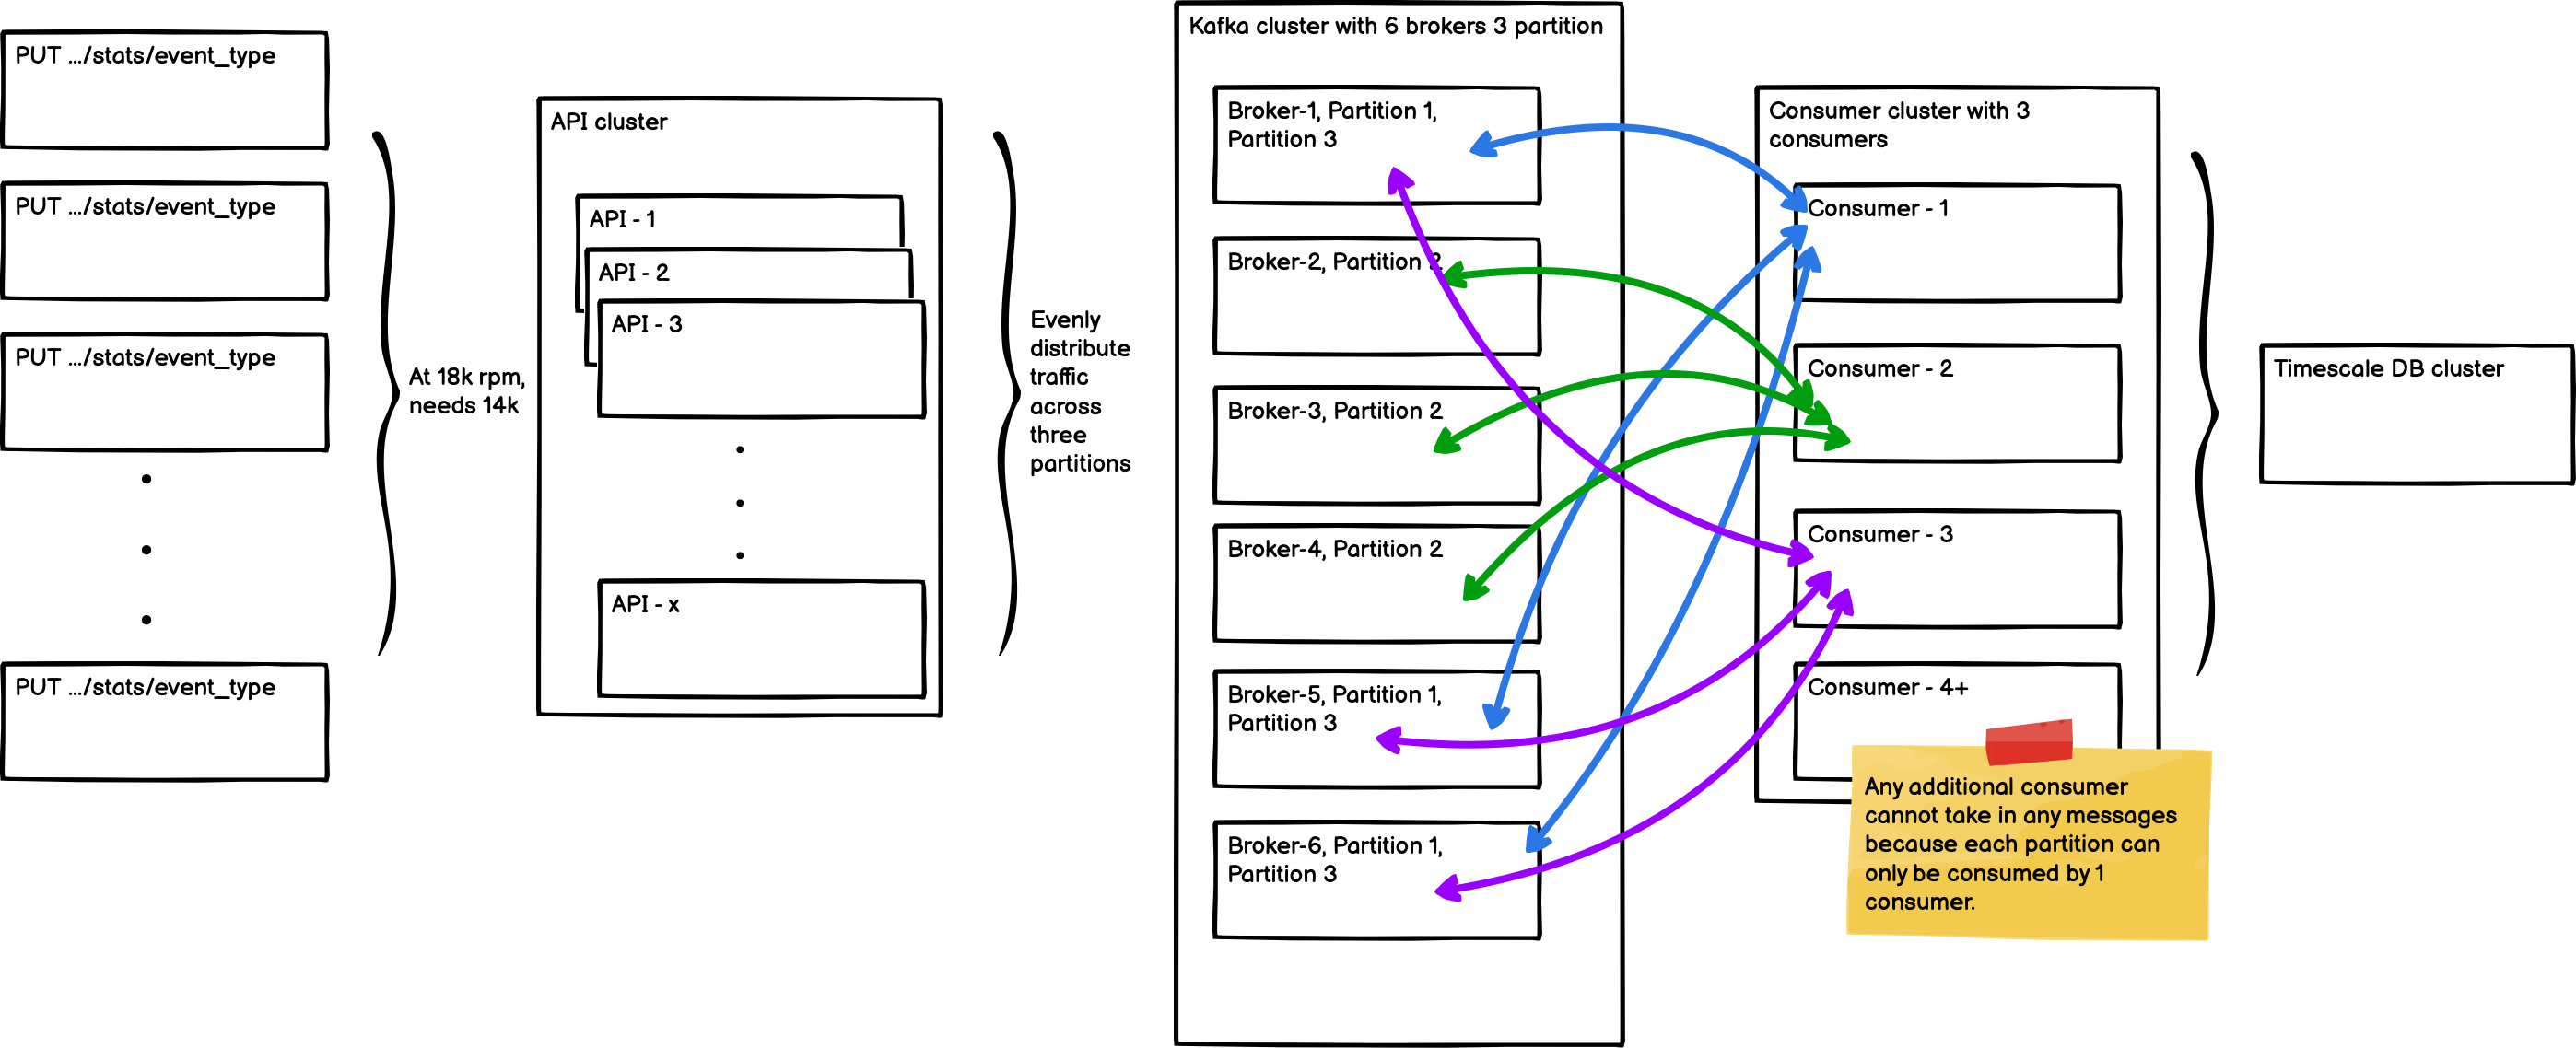 PUT .../stats/event_type
PUT .../stats/event_type
PUT .../stats/event_type
PUT .../stats/event_type
At 18k rpm,
needs 14k
API cluster
API - 1
API - 2
API - 3
API - x
Evenly
distribute
traffic
across
three
partitions
Kafka cluster with 6 brokers 3 partition
Broker-1, Partition 1,
Partition 3
Broker-2, Partition 2
Broker-3, Partition 2
Broker-4, Partition 2
Broker-5, Partition 1,
Partition 3
Broker-6, Partition 1,
Partition 3
Consumer cluster with 3
consumers
Consumer - 1
Consumer - 2
Consumer - 3
Consumer - 4+
Any additional consumer
cannot take in any messages
because each partition can
only be consumed by 1
consumer.
Timescale DB cluster